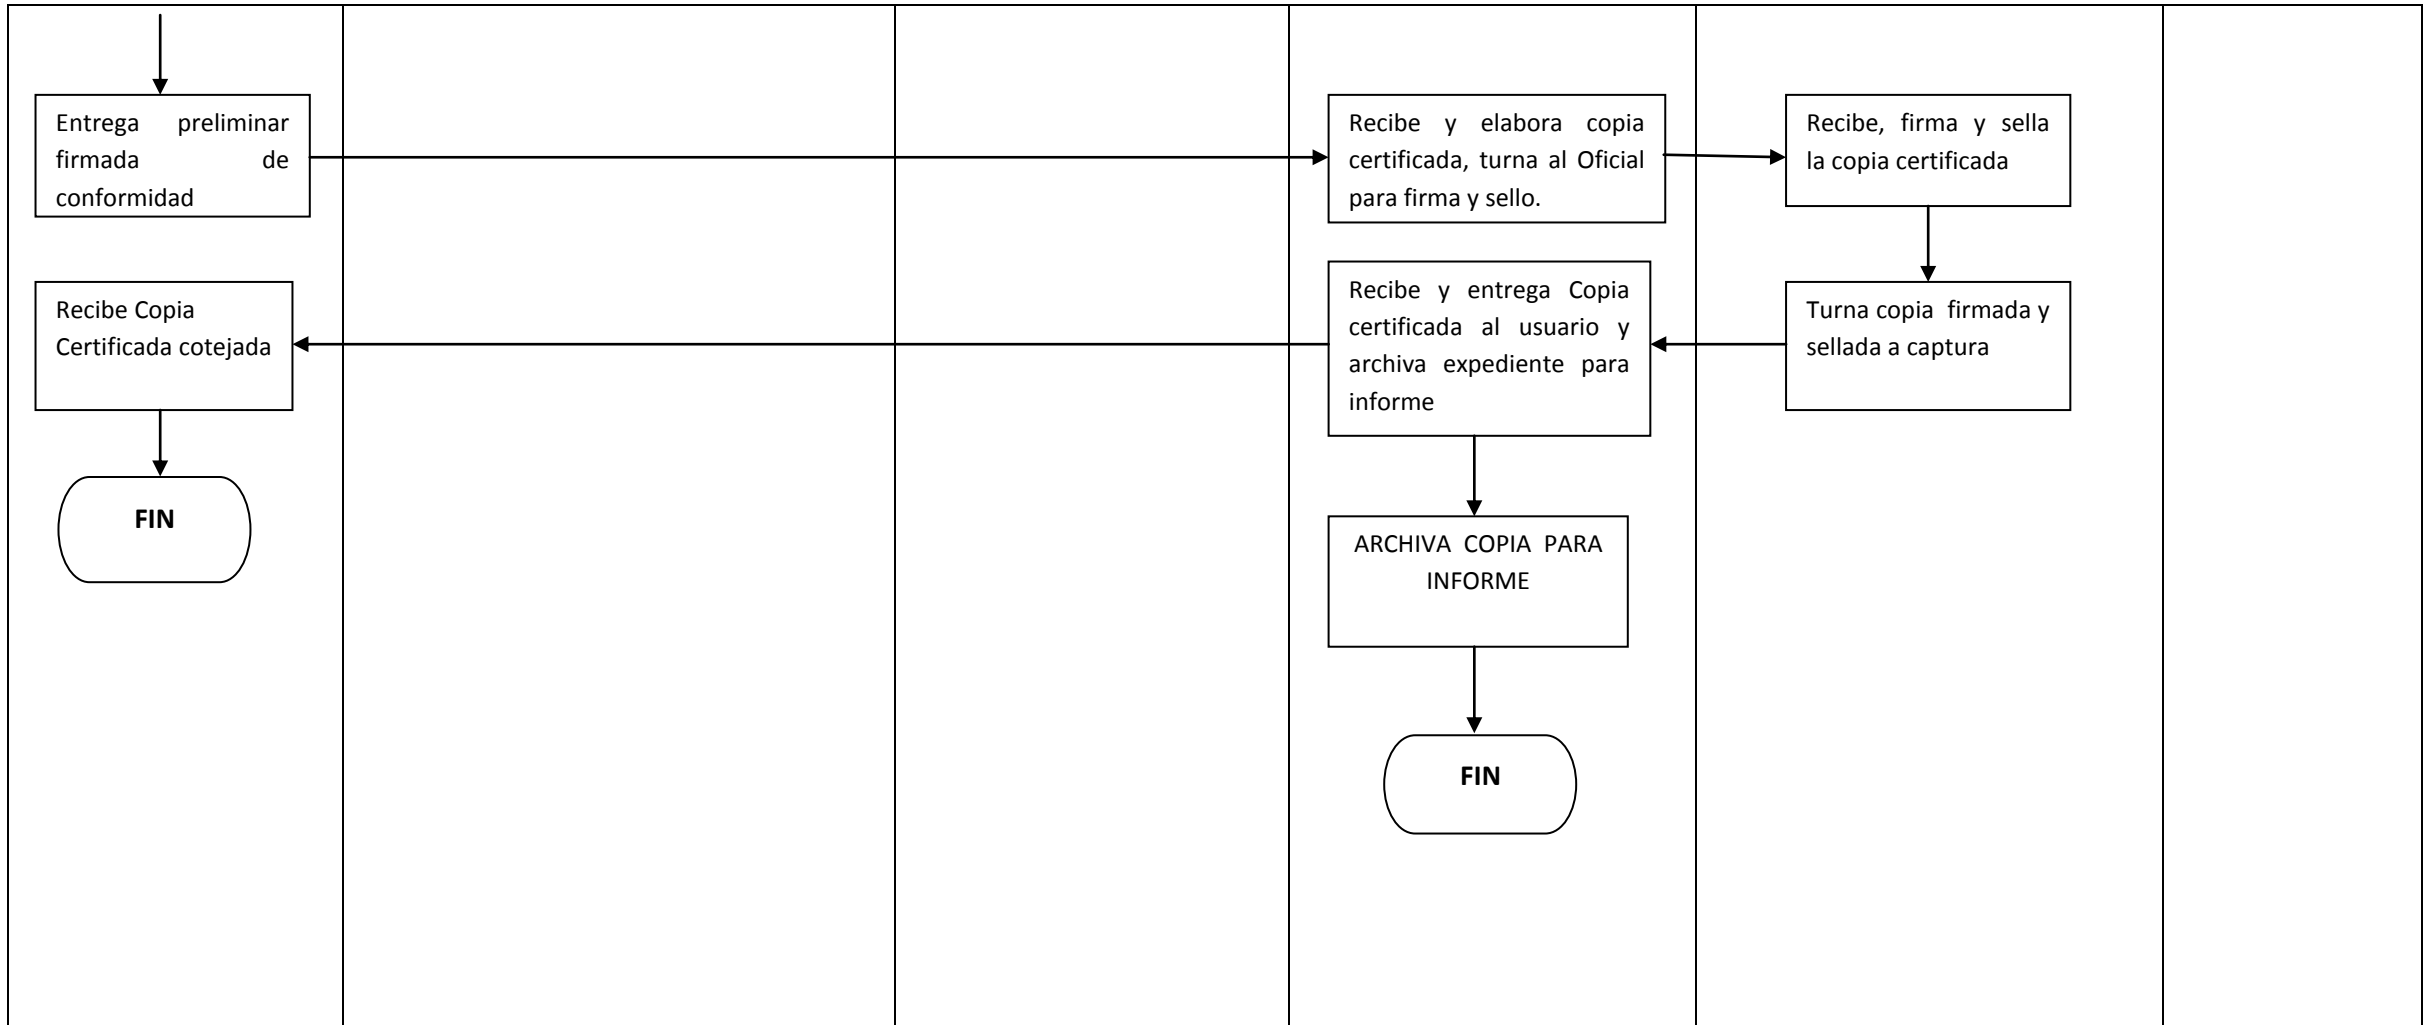 Entrega preliminar
firmada de
conformidad
Recibe y elabora copia
certificada, turna al Oficial
para firma y sello.
Recibe, firma y sella
la copia certificada
Recibe Copia
Certificada cotejada
Recibe y entrega Copia
certificada al usuario y
archiva expediente para
informe
Turna copia firmada y
sellada a captura
FIN
ARCHIVA COPIA PARA
INFORME
FIN